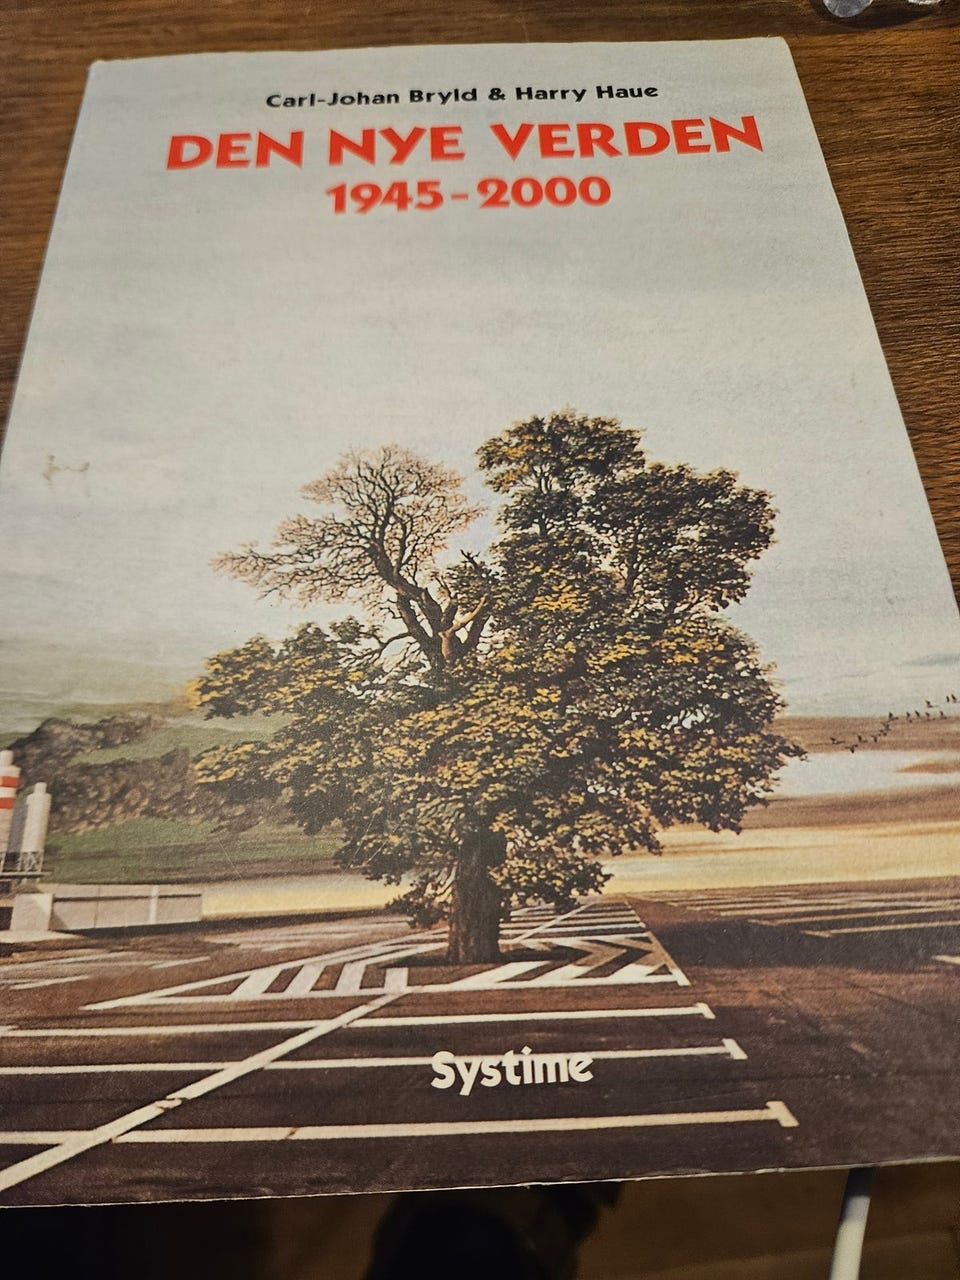 Carl-Johan Bryld & Harry Haue
DEN NYE VERDEN
1945-2000
Systime